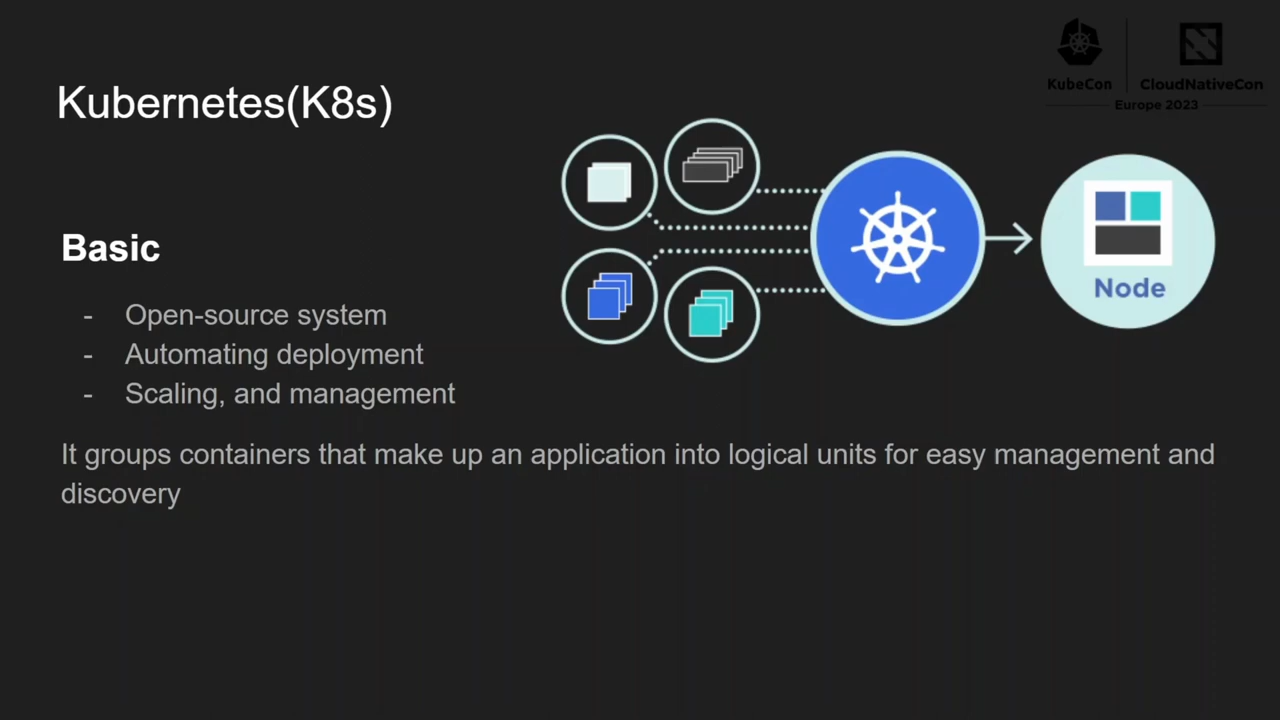 KubeCon
CloudNativeCon
Europe 2023
Kubernetes(K8s)
Node
Basic
- Open-source system
- Automating deployment
- Scaling, and management
It groups containers that make up an application into logical units for easy management and
discovery